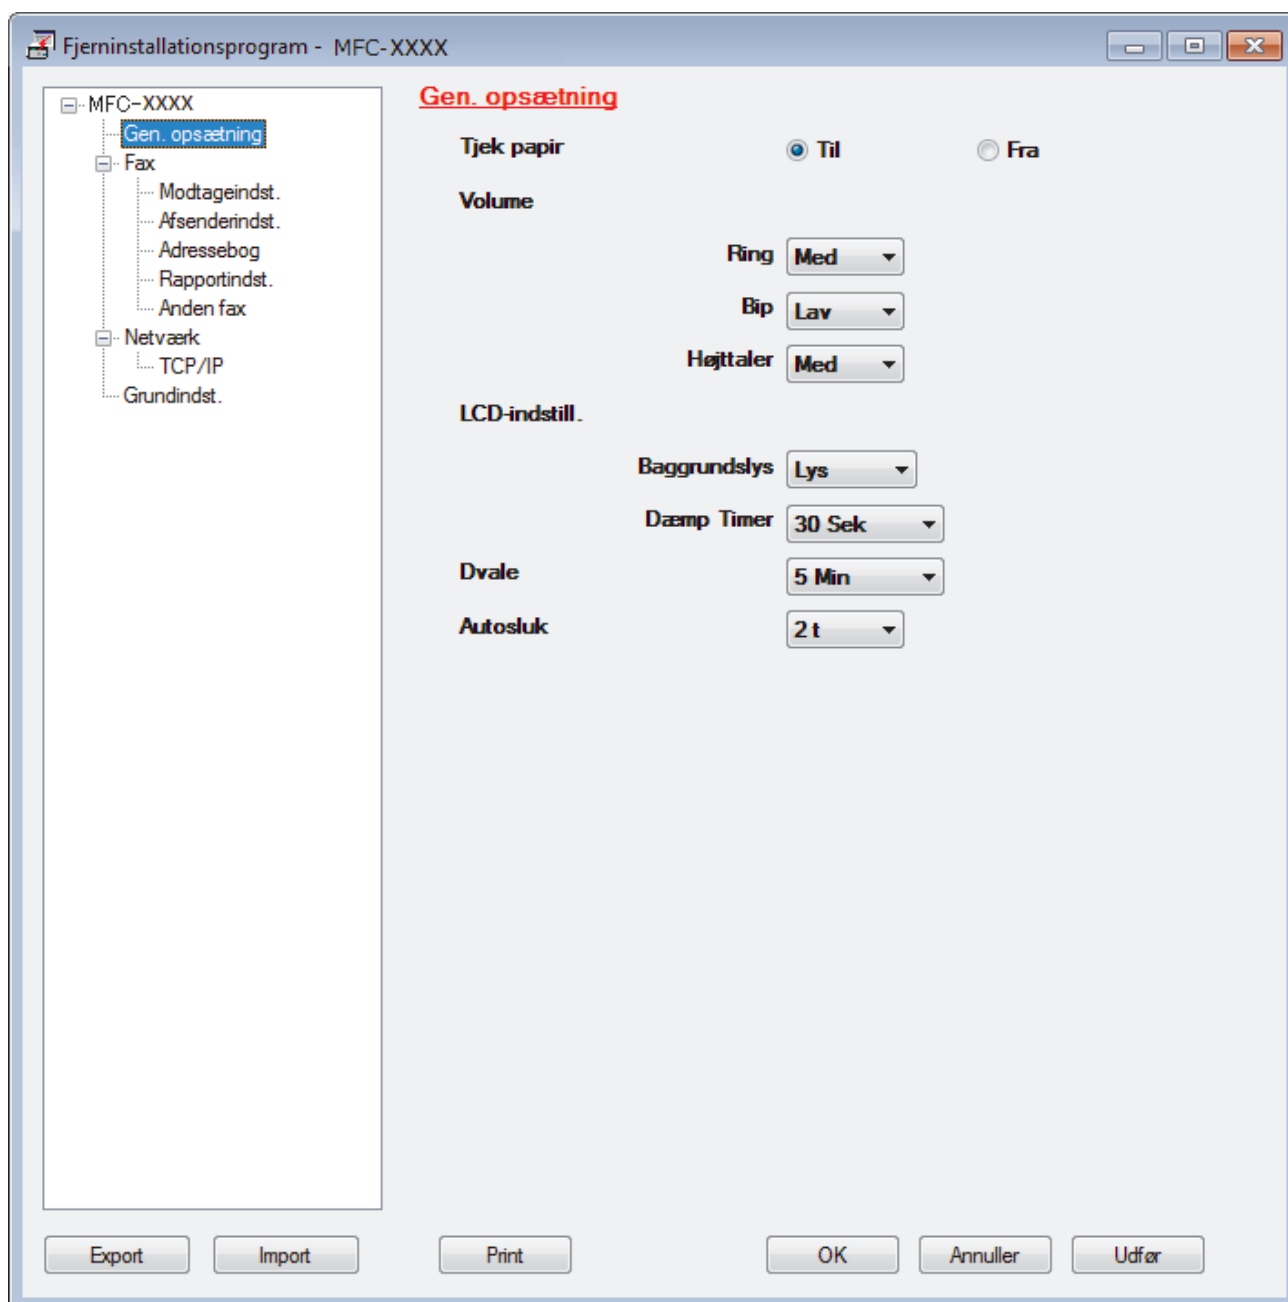 Fjerninstallationsprogram - MFC-XXXX
MFC-XXXX
Gen. opsætning
Fax
Modtageindst.
Afsenderindst.
Adressebog
Rapportindst.
Anden fax
Netværk
TCP/IP
Grundindst.
Gen. opsætning
Tjek papir Til Fra
Volume
Ring Med
Bip Lav
Højttaler Med
LCD-indstill.
Baggrundslys Lys
Dæmp Timer 30 Sek
Dvale 5 Min
Autosluk 2 t
Export Import Print OK Annuller Udfør